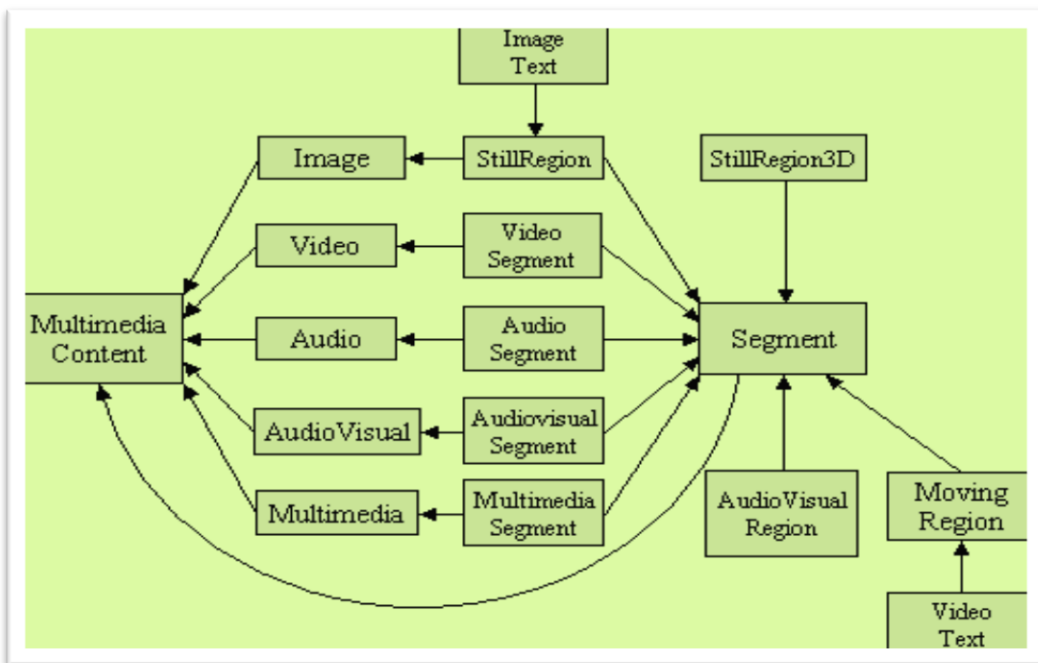 Image
Text
Image
StillRegion
StillRegion3D
Video
Video
Segment
Multimedia
Content
Audio
Audio
Segment
Segment
AudioVisual
Audiovisual
Segment
Multimedia
Multimedia
Segment
AudioVisual
Region
Moving
Region
Video
Text